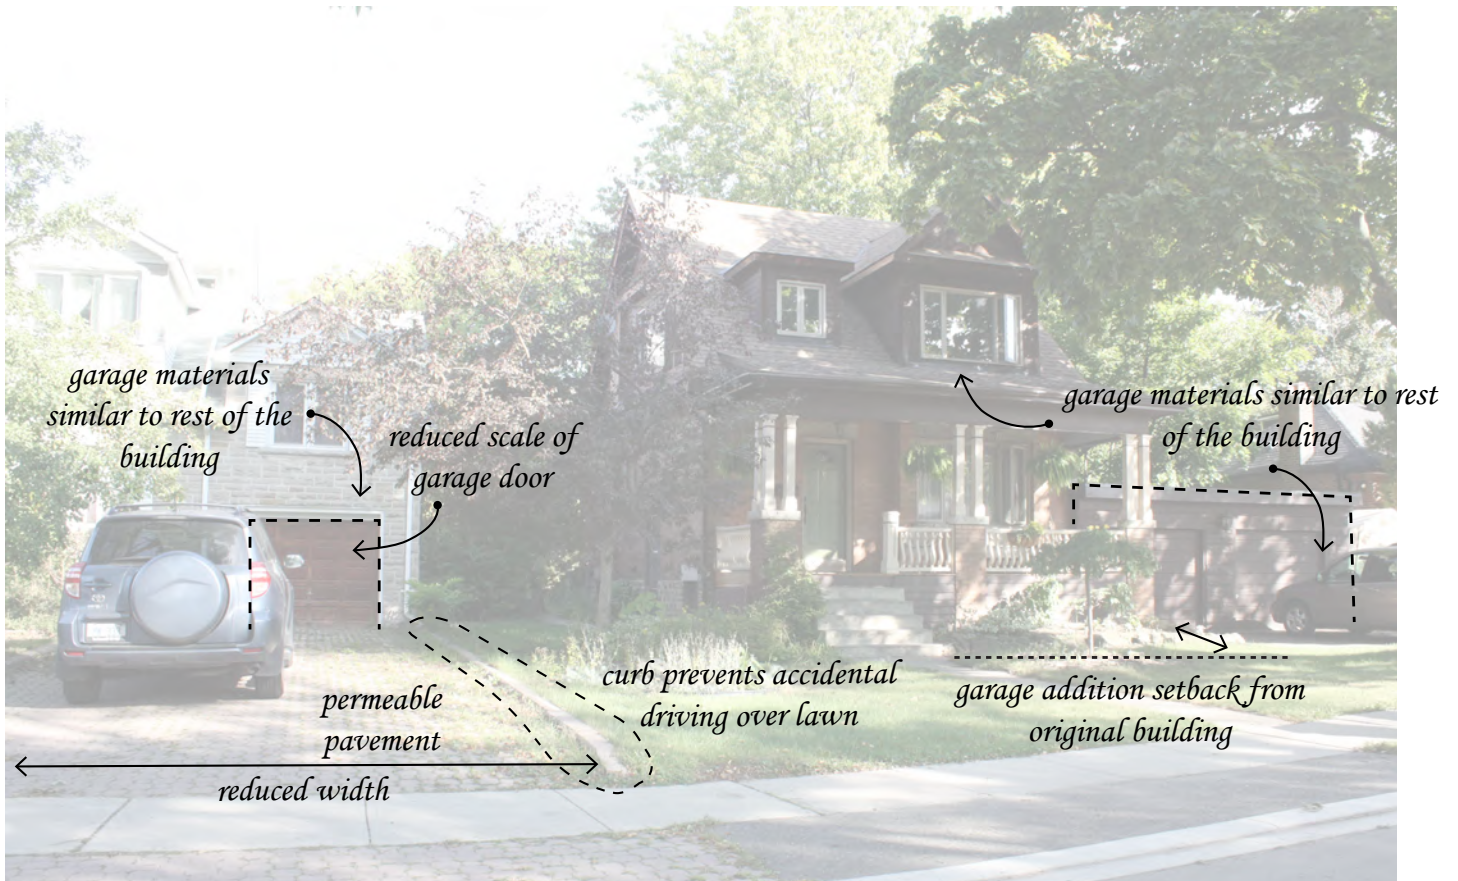 garage materials
similar to rest of the
building
reduced scale of
garage door
garage materials similar to rest
of the building
curb prevents accidental
driving over lawn
garage addition setback from
original building
permeable
pavement
reduced width